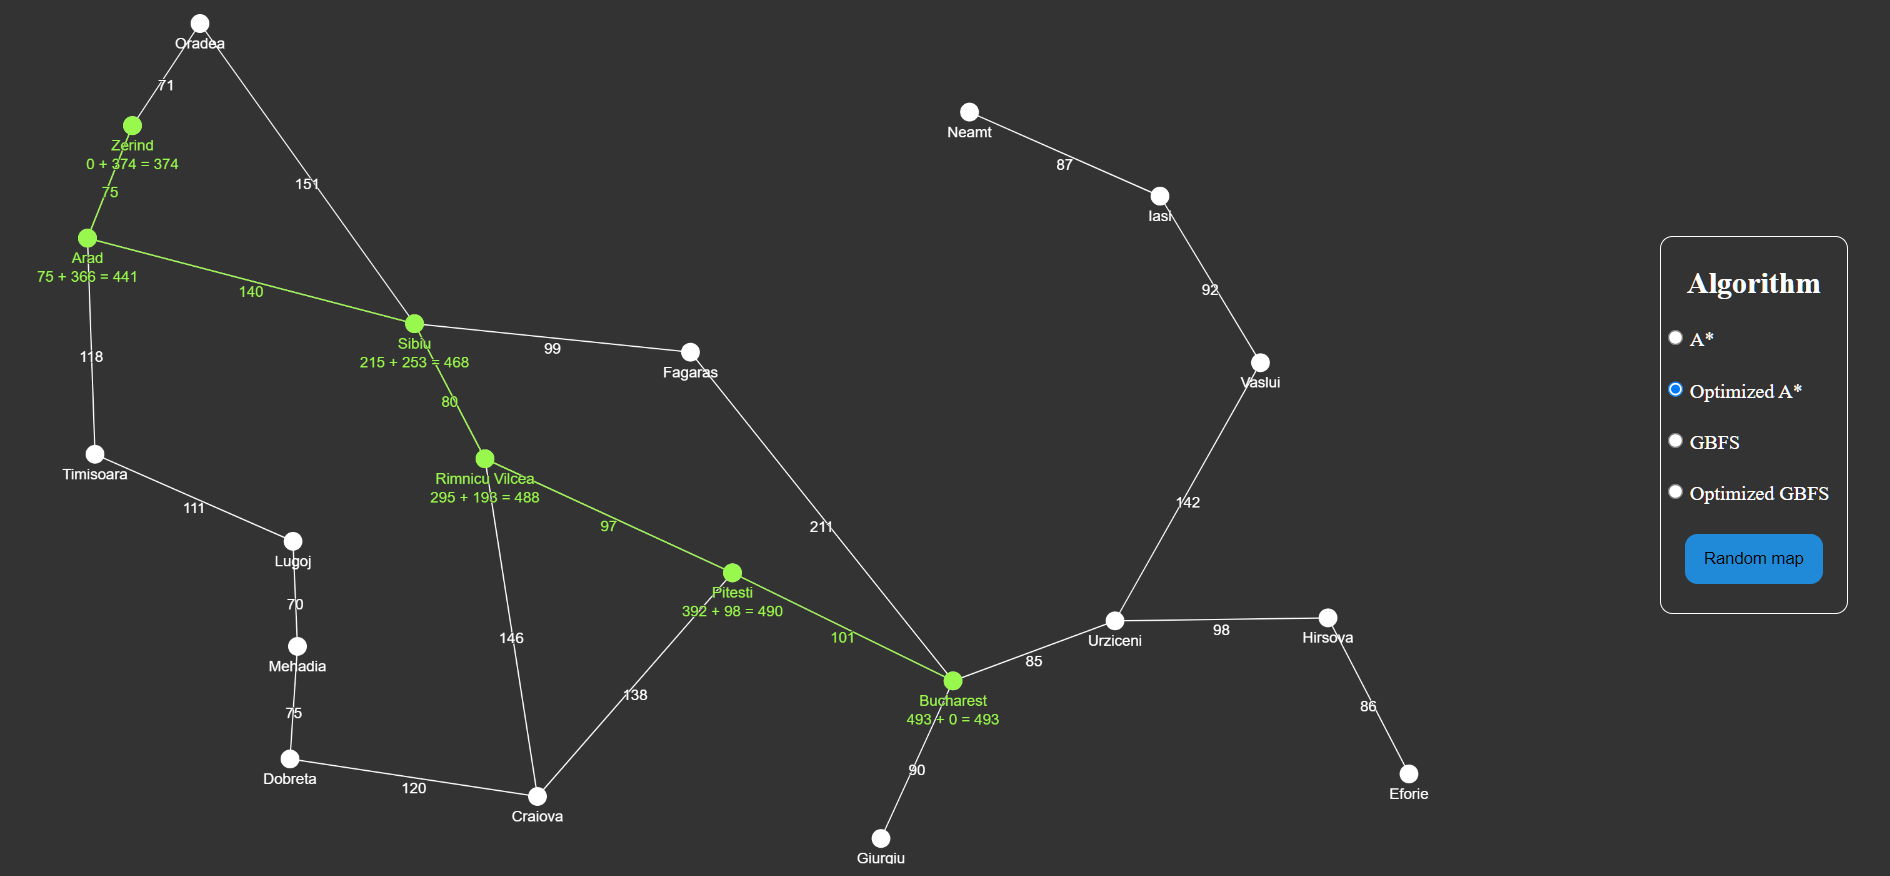 Oradea
71
Zerind
0 + 374 = 374
75
151
Arad
75 + 366 = 441
140
118
Sibiu
215 + 253 = 468
99
Fagaras
80
Timisoara
Rimnicu Vilcea
295 + 193 = 488
111
97
211
Lugoj
70
Pitesti
392 + 98 = 490
146
101
Mehadia
138
75
Bucharest
493 + 0 = 493
85
Dobreta
120
Craiova
90
Giurgiu
Neamt
87
Iasi
92
Vaslui
142
Urziceni
98
Hirsova
86
Eforie
Algorithm
A*
Optimized A*
GBFS
Optimized GBFS
Random map